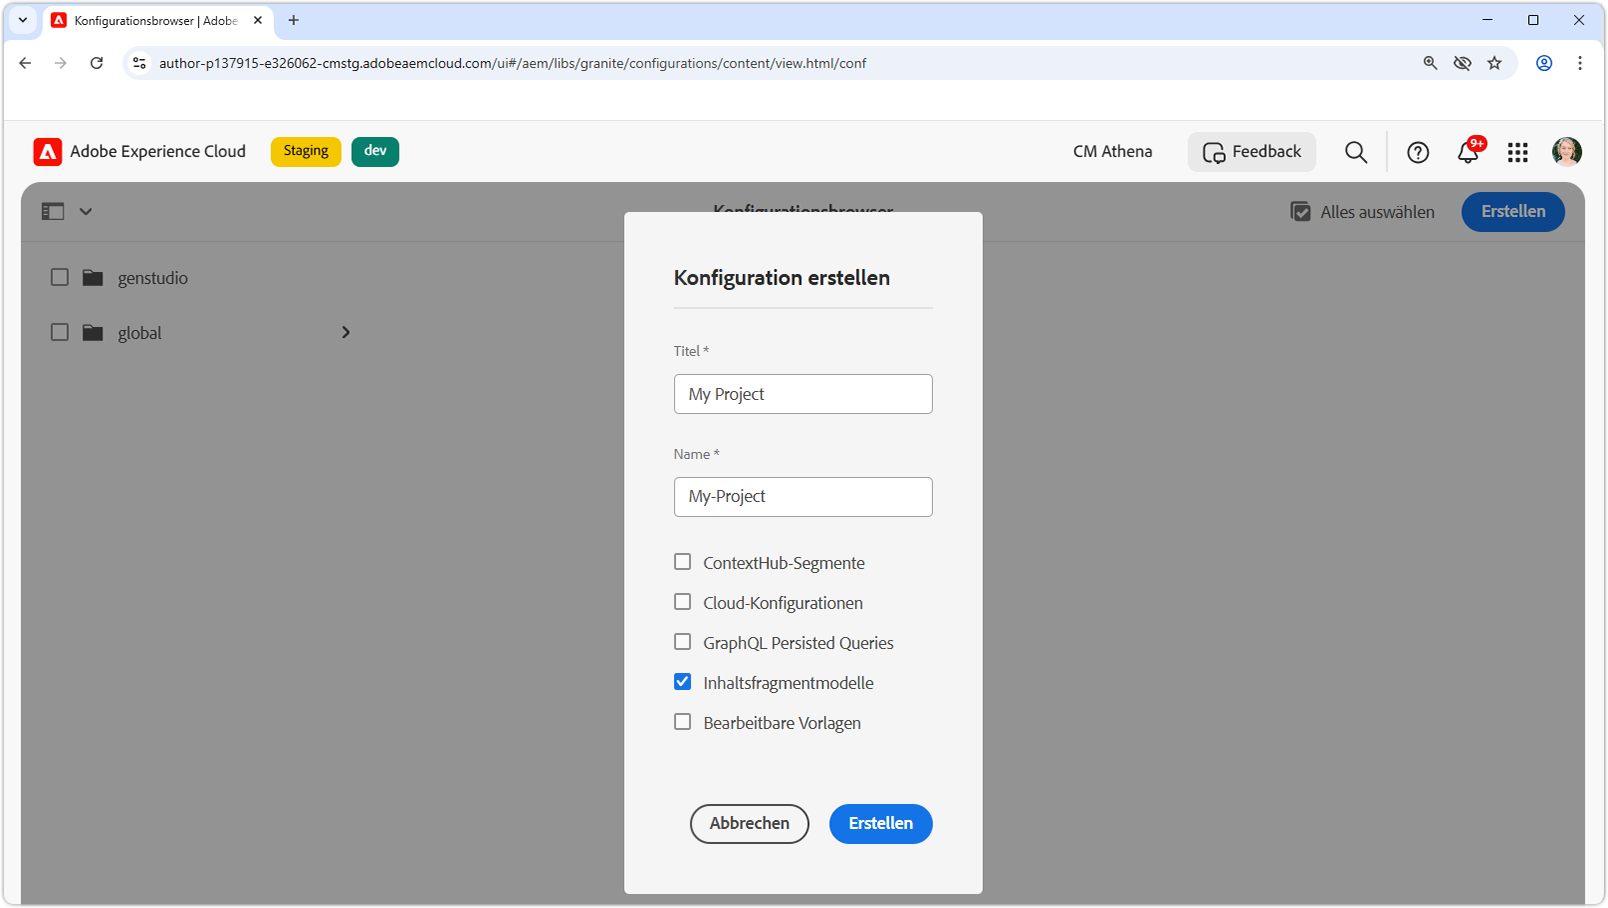 Konfigurationsbrowser | Adobe
author-p137915-e326062-cmstg.adobeaemcloud.com/ui#/aem/libs/granite/configurations/content/view.html/conf
Adobe Experience Cloud
Staging
dev
CM Athena
Feedback
9+
Konfigurationsbrowser
Alles auswählen
Erstellen
genstudio
global
Konfiguration erstellen
Titel *
My Project
Name *
My-Project
ContextHub-Segmente
Cloud-Konfigurationen
GraphQL Persisted Queries
Inhaltsfragmentmodelle
Bearbeitbare Vorlagen
Abbrechen
Erstellen